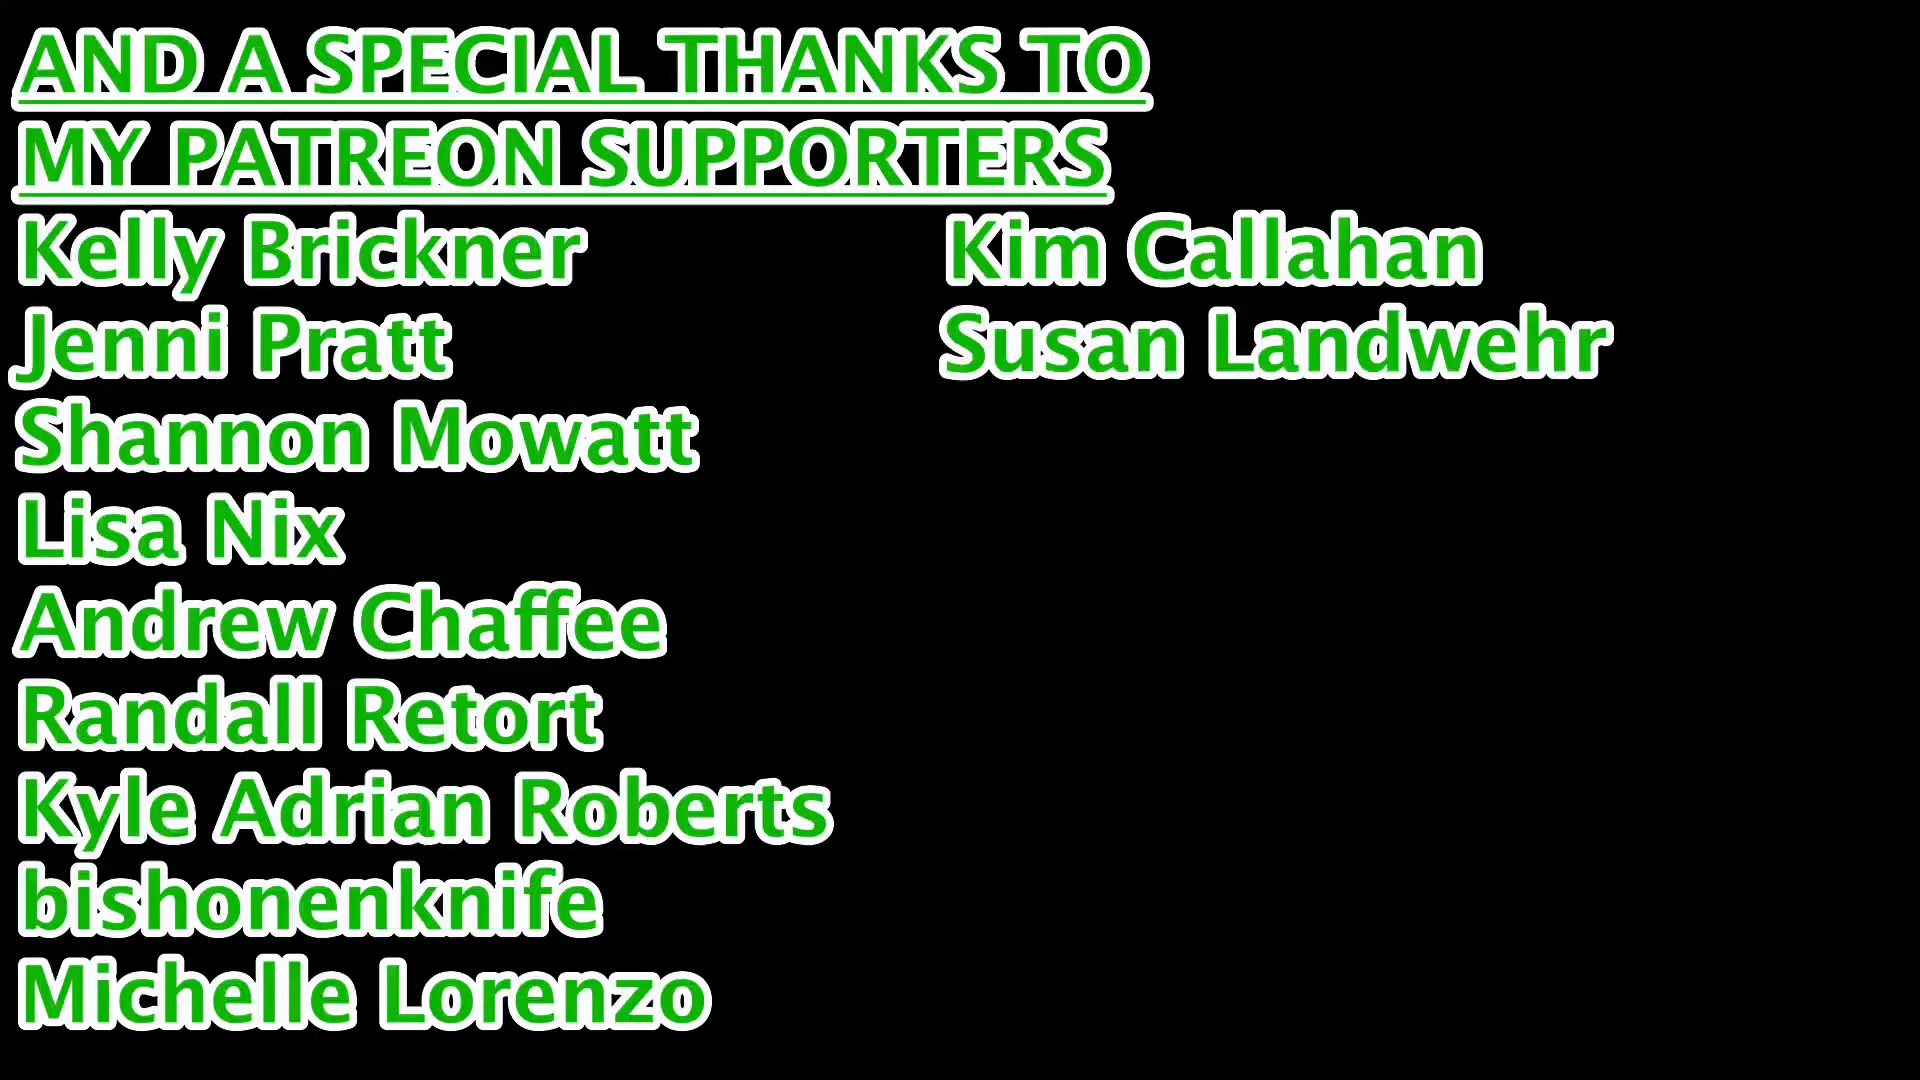 AND A SPECIAL THANKS TO
MY PATREON SUPPORTERS
Kelly Brickner
Jenni Pratt
Shannon Mowatt
Lisa Nix
Andrew Chaffee
Randall Retort
Kyle Adrian Roberts
bishonenknife
Michelle Lorenzo
Kim Callahan
Susan Landwehr